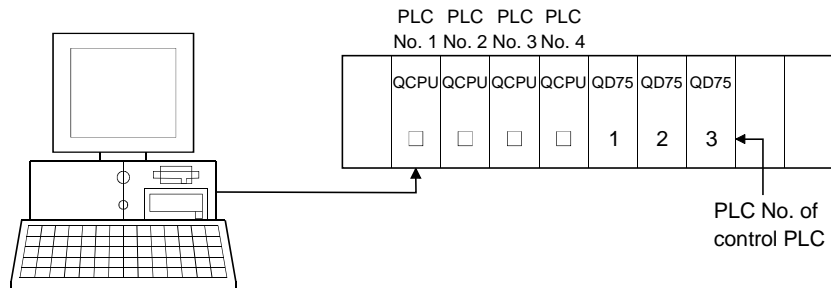 PLC PLC PLC PLC
No. 1 No. 2 No. 3 No. 4
QCPU QCPU QCPU QCPU QD75 QD75 QD75
1 2 3
PLC No. of
control PLC